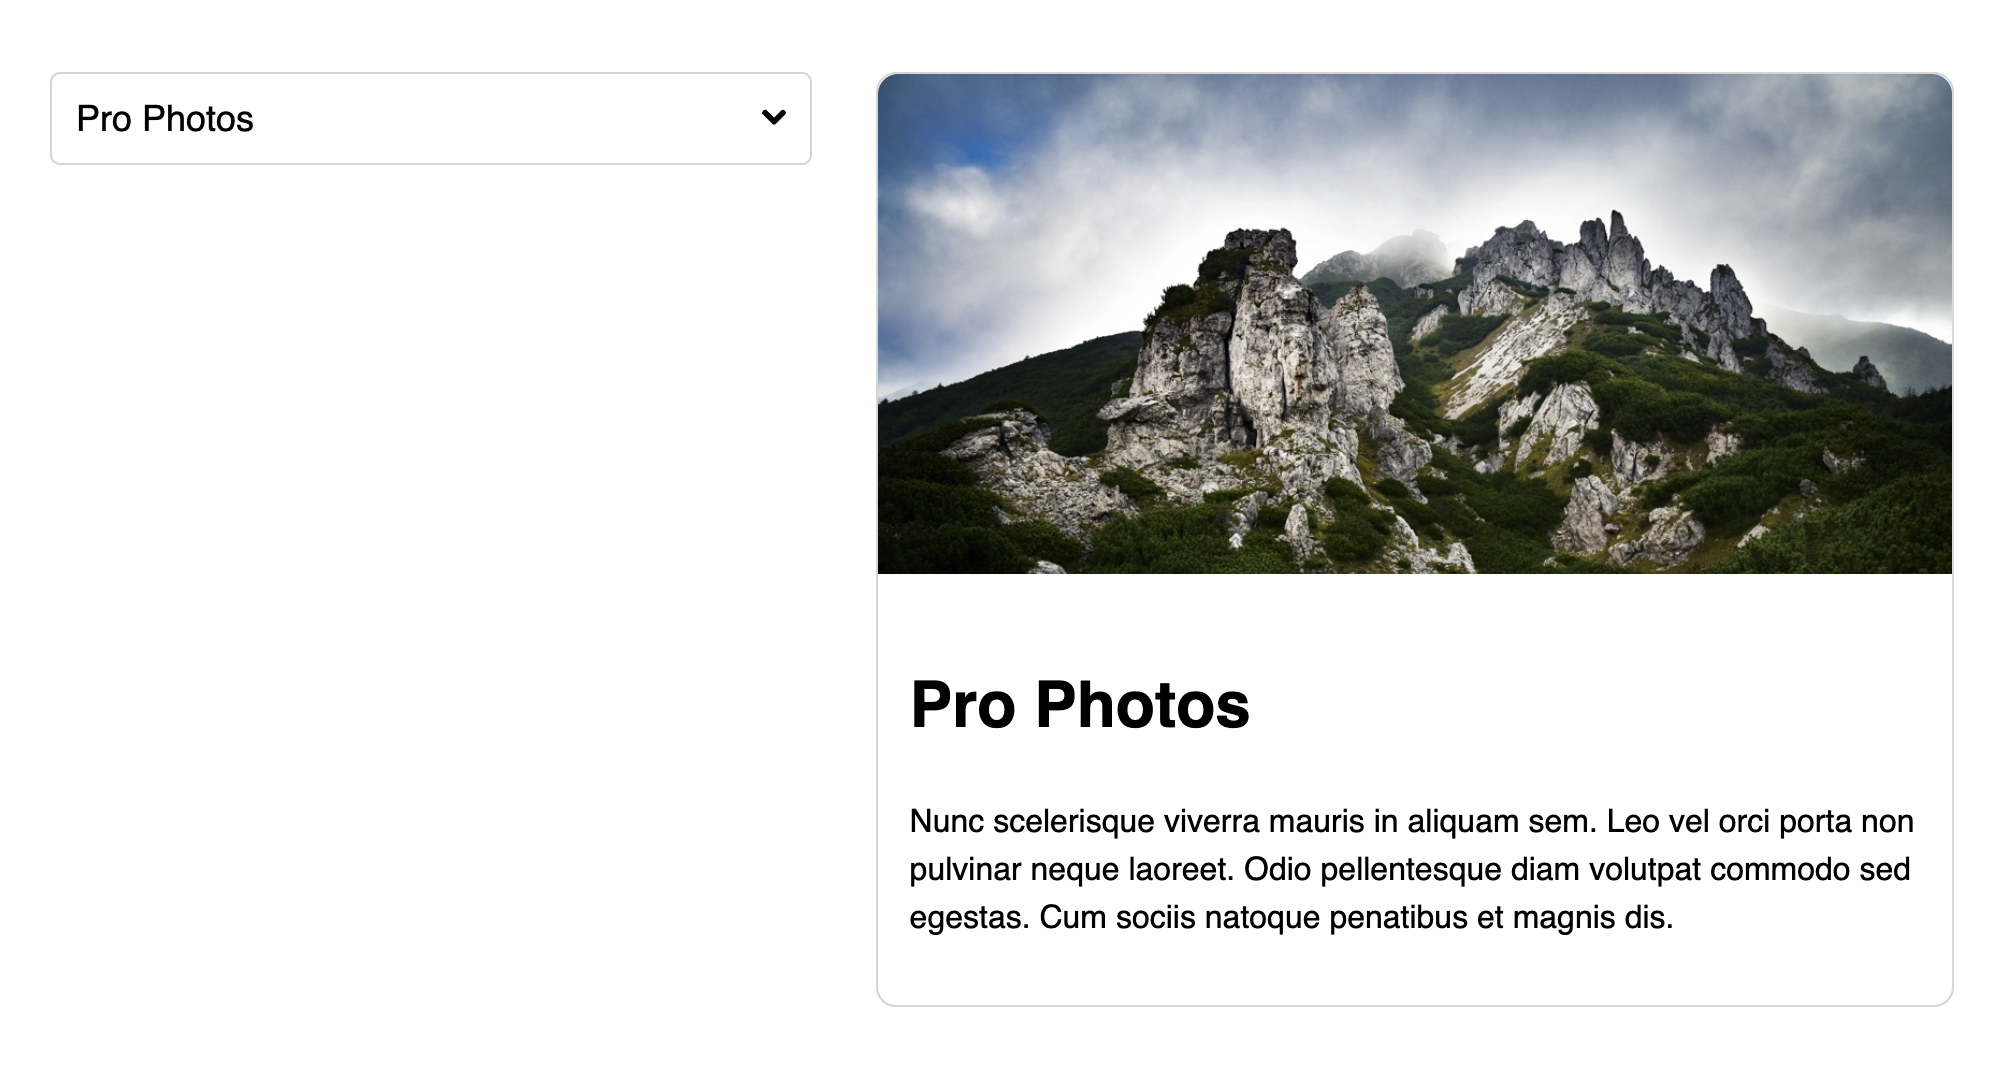 Pro Photos
Pro Photos
Nunc scelerisque viverra mauris in aliquam sem. Leo vel orci porta non
pulvinar neque laoreet. Odio pellentesque diam volutpat commodo sed
egestas. Cum sociis natoque penatibus et magnis dis.